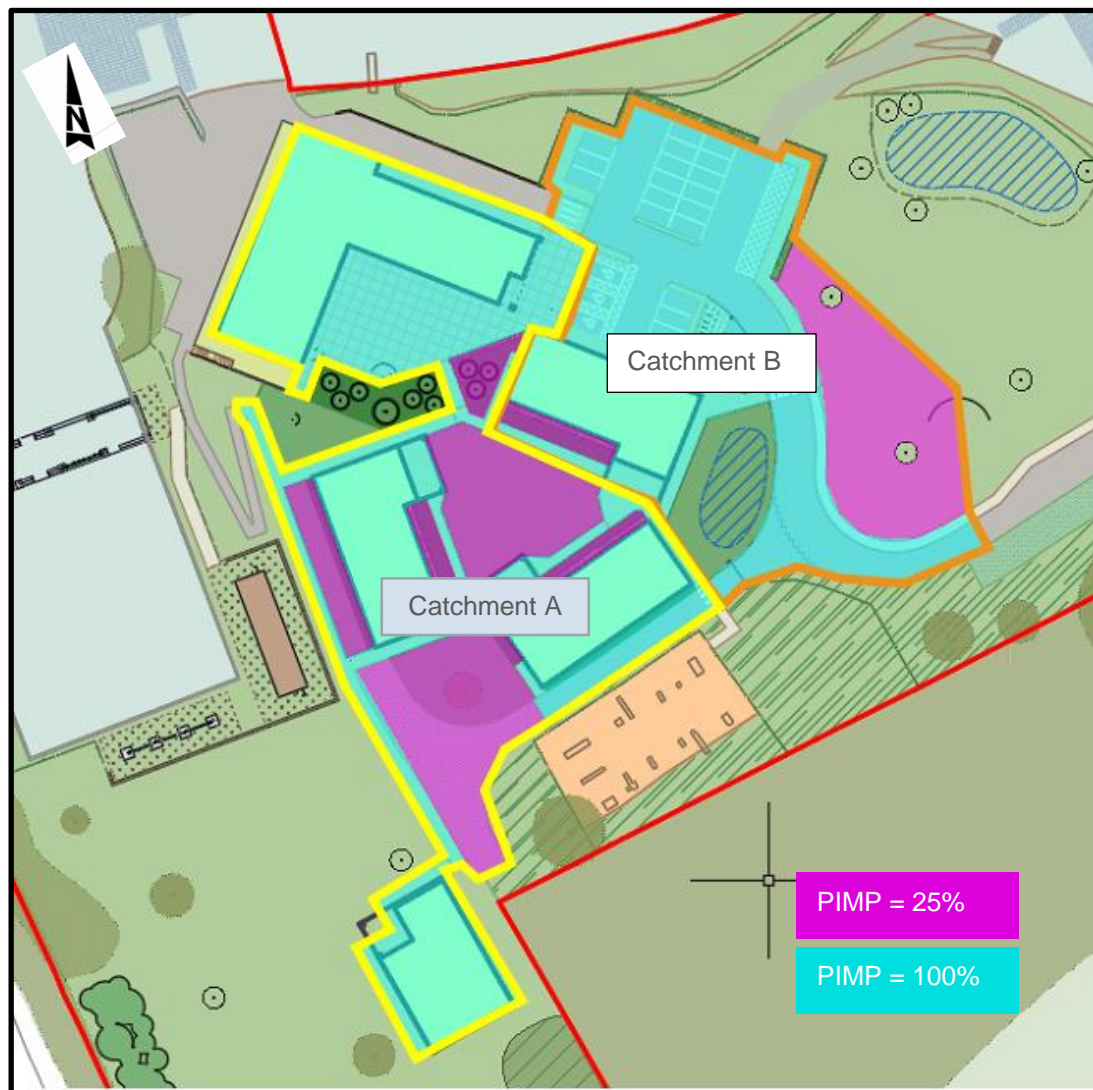 N
Catchment B
Catchment A
PIMP = 25%
PIMP = 100%